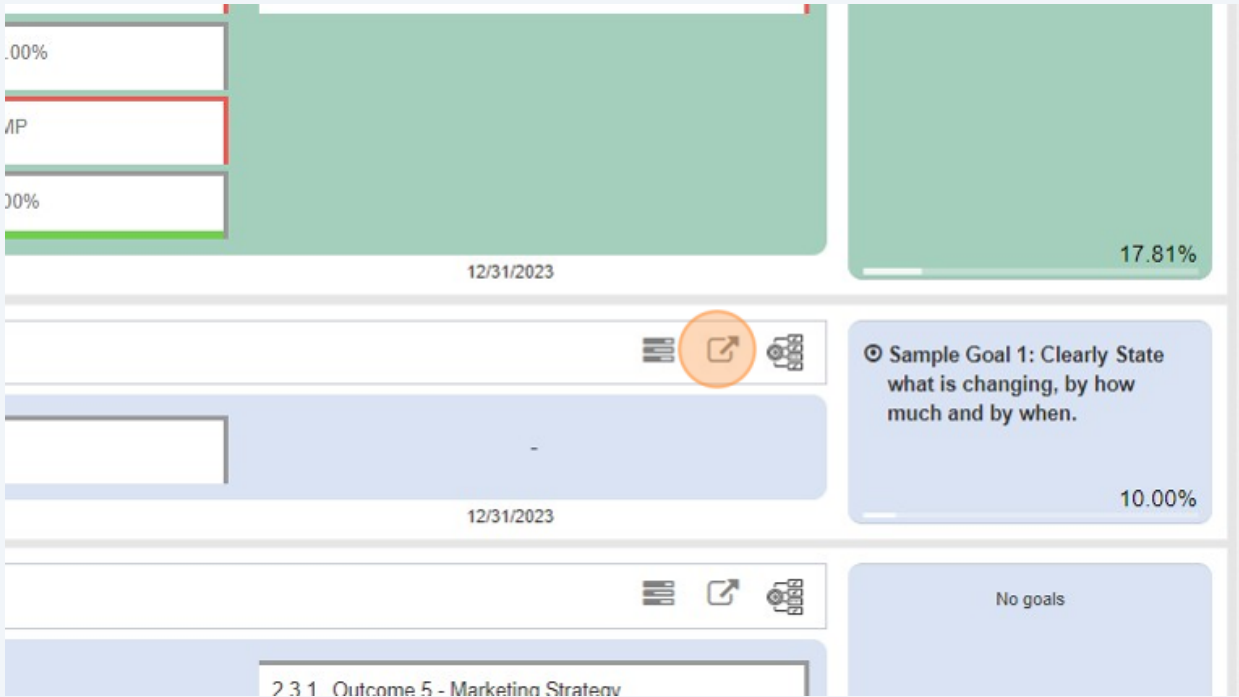 .00%
MP
00%
17.81%
12/31/2023
Sample Goal 1: Clearly State
what is changing, by how
much and by when.
-
10.00%
12/31/2023
No goals
2.3.1 Outcome 5 - Marketing Strategy